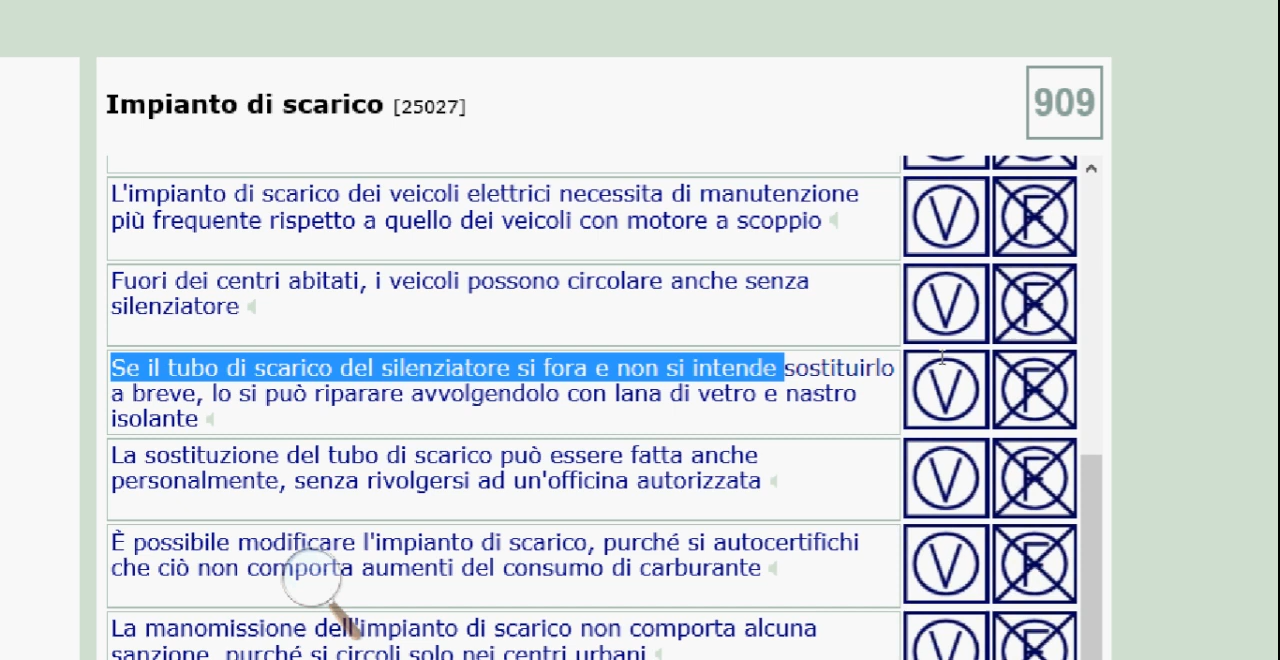 Impianto di scarico [25027]
909
L'impianto di scarico dei veicoli elettrici necessita di manutenzione
più frequente rispetto a quello dei veicoli con motore a scoppio
V F
Fuori dei centri abitati, i veicoli possono circolare anche senza
silenziatore
V F
Se il tubo di scarico del silenziatore si fora e non si intende sostituirlo
a breve, lo si può riparare avvolgendolo con lana di vetro e nastro
isolante
V F
La sostituzione del tubo di scarico può essere fatta anche
personalmente, senza rivolgersi ad un'officina autorizzata
V F
È possibile modificare l'impianto di scarico, purché si autocertifichi
che ciò non comporta aumenti del consumo di carburante
V F
La manomissione dell'impianto di scarico non comporta alcuna
sanzione, purché si circoli solo nei centri urbani
V F